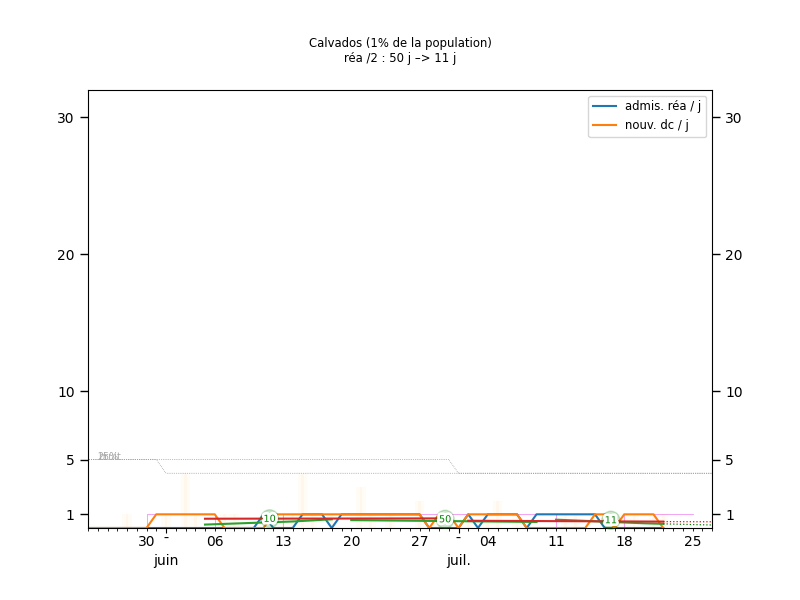 Calvados (1% de la population)
réa /2 : 50 j –> 11 j
admis. réa / j
nouv. dc / j
30 30
20 20
10 10
5 5
1 1
10 50 11
30 - 06 13 20 27 - 04 11 18 25
juin juil.